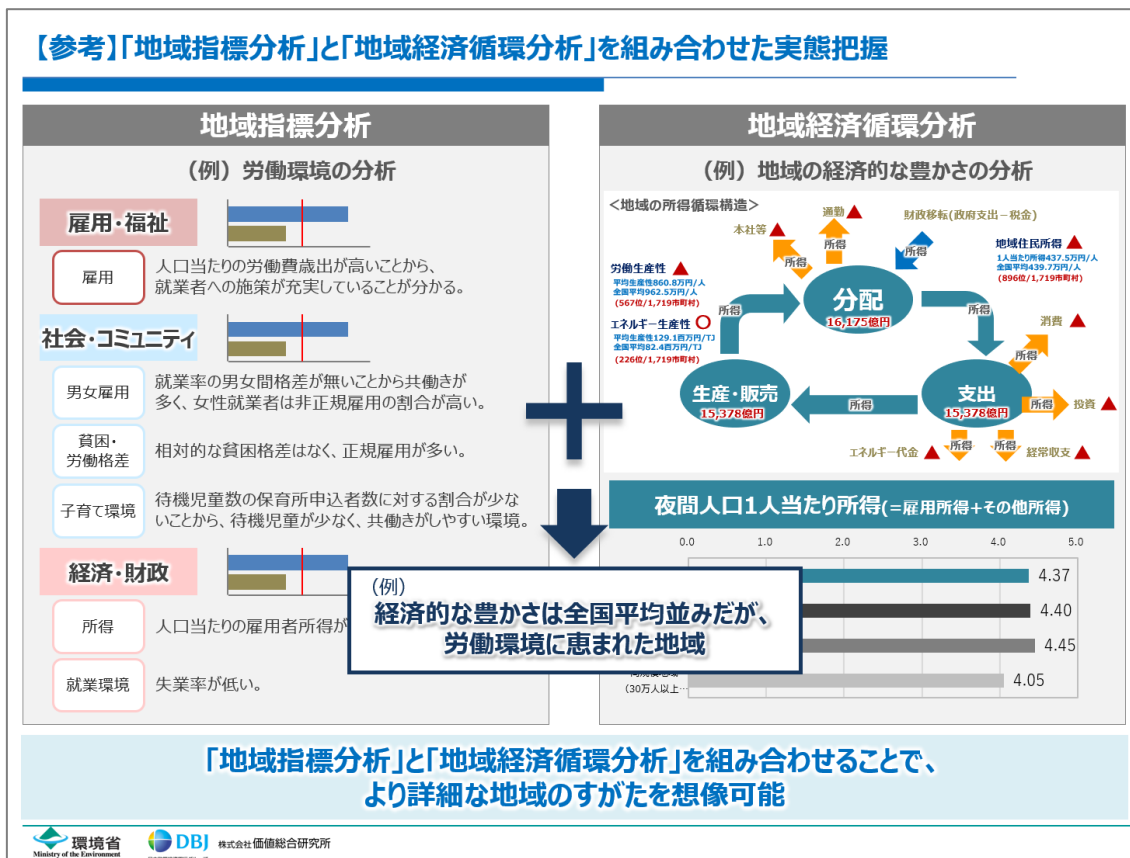 【参考】「地域指標分析」と「地域経済循環分析」を組み合わせた実態把握
地域指標分析
（例）労働環境の分析
雇用・福祉
雇用
人口当たりの労働費歳出が高いことから、
就業者への施策が充実していることが分かる。
社会・コミュニティ
男女雇用
就業率の男女間格差が無いことから共働きが
多く、女性就業者は非正規雇用の割合が高い。
貧困・
労働格差
相対的な貧困格差はなく、正規雇用が多い。
子育て環境
待機児童数の保育所申込者数に対する割合が少な
いことから、待機児童が少なく、共働きがしやすい環境。
経済・財政
所得
人口当たりの雇用者所得が
就業環境
失業率が低い。
地域経済循環分析
（例）地域の経済的な豊かさの分析
＜地域の所得循環構造＞
通勤▲
本社等▲
財政移転(政府支出－税金)
所得
所得
所得
地域住民所得▲
1人当たり所得437.5万円/人
全国平均439.7万円/人
(896位/1,719市町村)
労働生産性▲
平均生産性860.8万円/人
全国平均962.5万円/人
(567位/1,719市町村)
エネルギー生産性〇
平均生産性129.1百万円/TJ
全国平均82.4百万円/TJ
(226位/1,719市町村)
所得
分配
16,175億円
所得
消費▲
所得
生産・販売
15,378億円
所得
支出
15,378億円
所得
投資▲
エネルギー代金▲
所得
所得
経常収支▲
夜間人口1人当たり所得(=雇用所得+その他所得)
0.0 1.0 2.0 3.0 4.0 5.0
4.37
4.40
4.45
（30万人以上…
4.05
（例）
経済的な豊かさは全国平均並みだが、
労働環境に恵まれた地域
「地域指標分析」と「地域経済循環分析」を組み合わせることで、
より詳細な地域のすがたを想像可能
環境省
Ministry of the Environment
DBJ 株式会社価値総合研究所